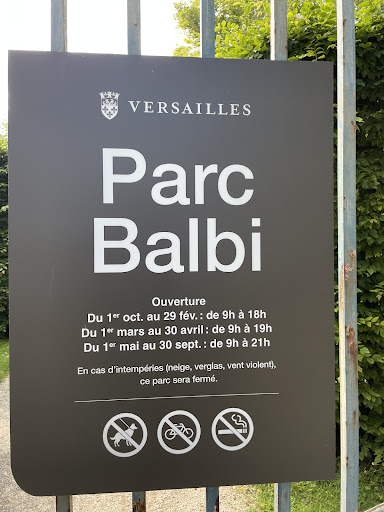 VERSAILLES
Parc
Balbi
Ouverture
Du 1er oct. au 29 fév. : de 9h à 18h
Du 1er mars au 30 avril : de 9h à 19h
Du 1er mai au 30 sept. : de 9h à 21h
En cas d'intempéries (neige, verglas, vent violent),
ce parc sera fermé.